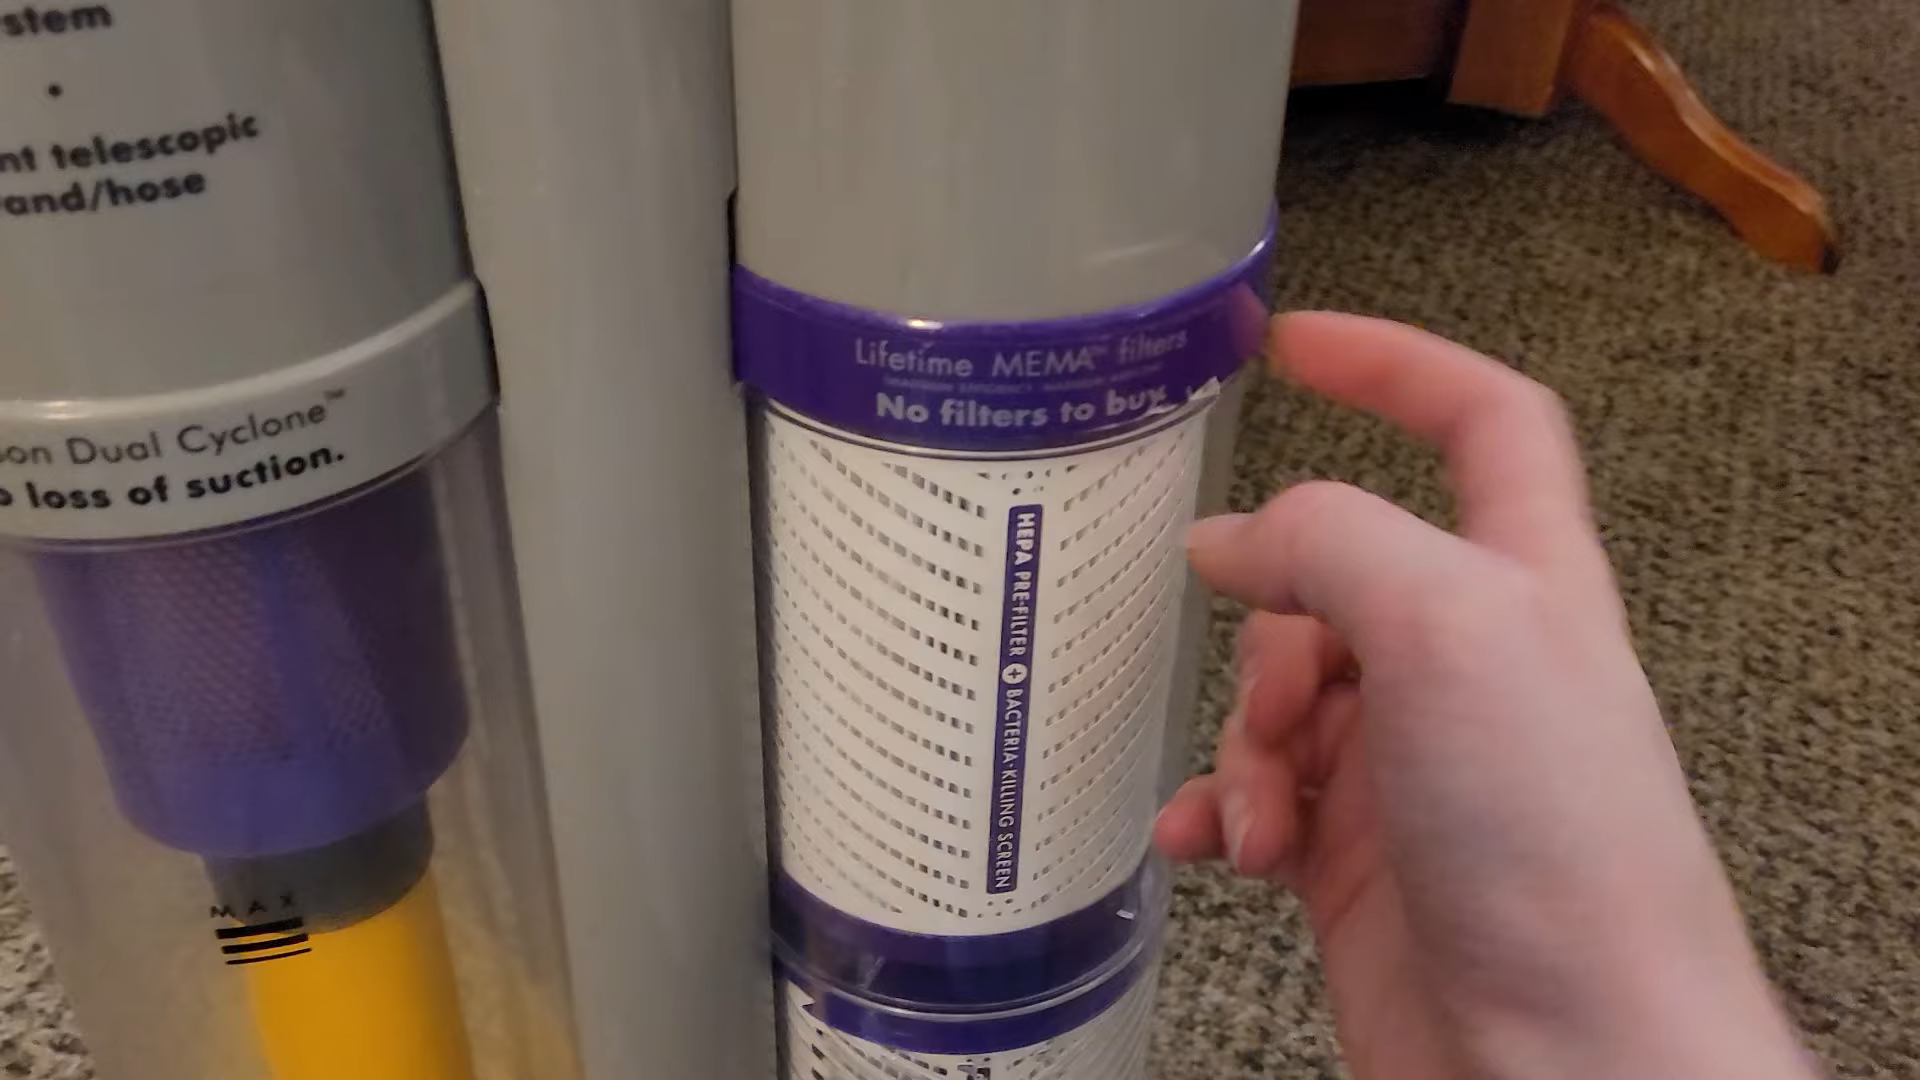 stem
•
nt telescopic
and/hose
on Dual Cyclone™
loss of suction.
MAX
Lifetime MEMA™ filters
No filters to buy
HEPA PRE-FILTER + BACTERIA-KILLING SCREEN